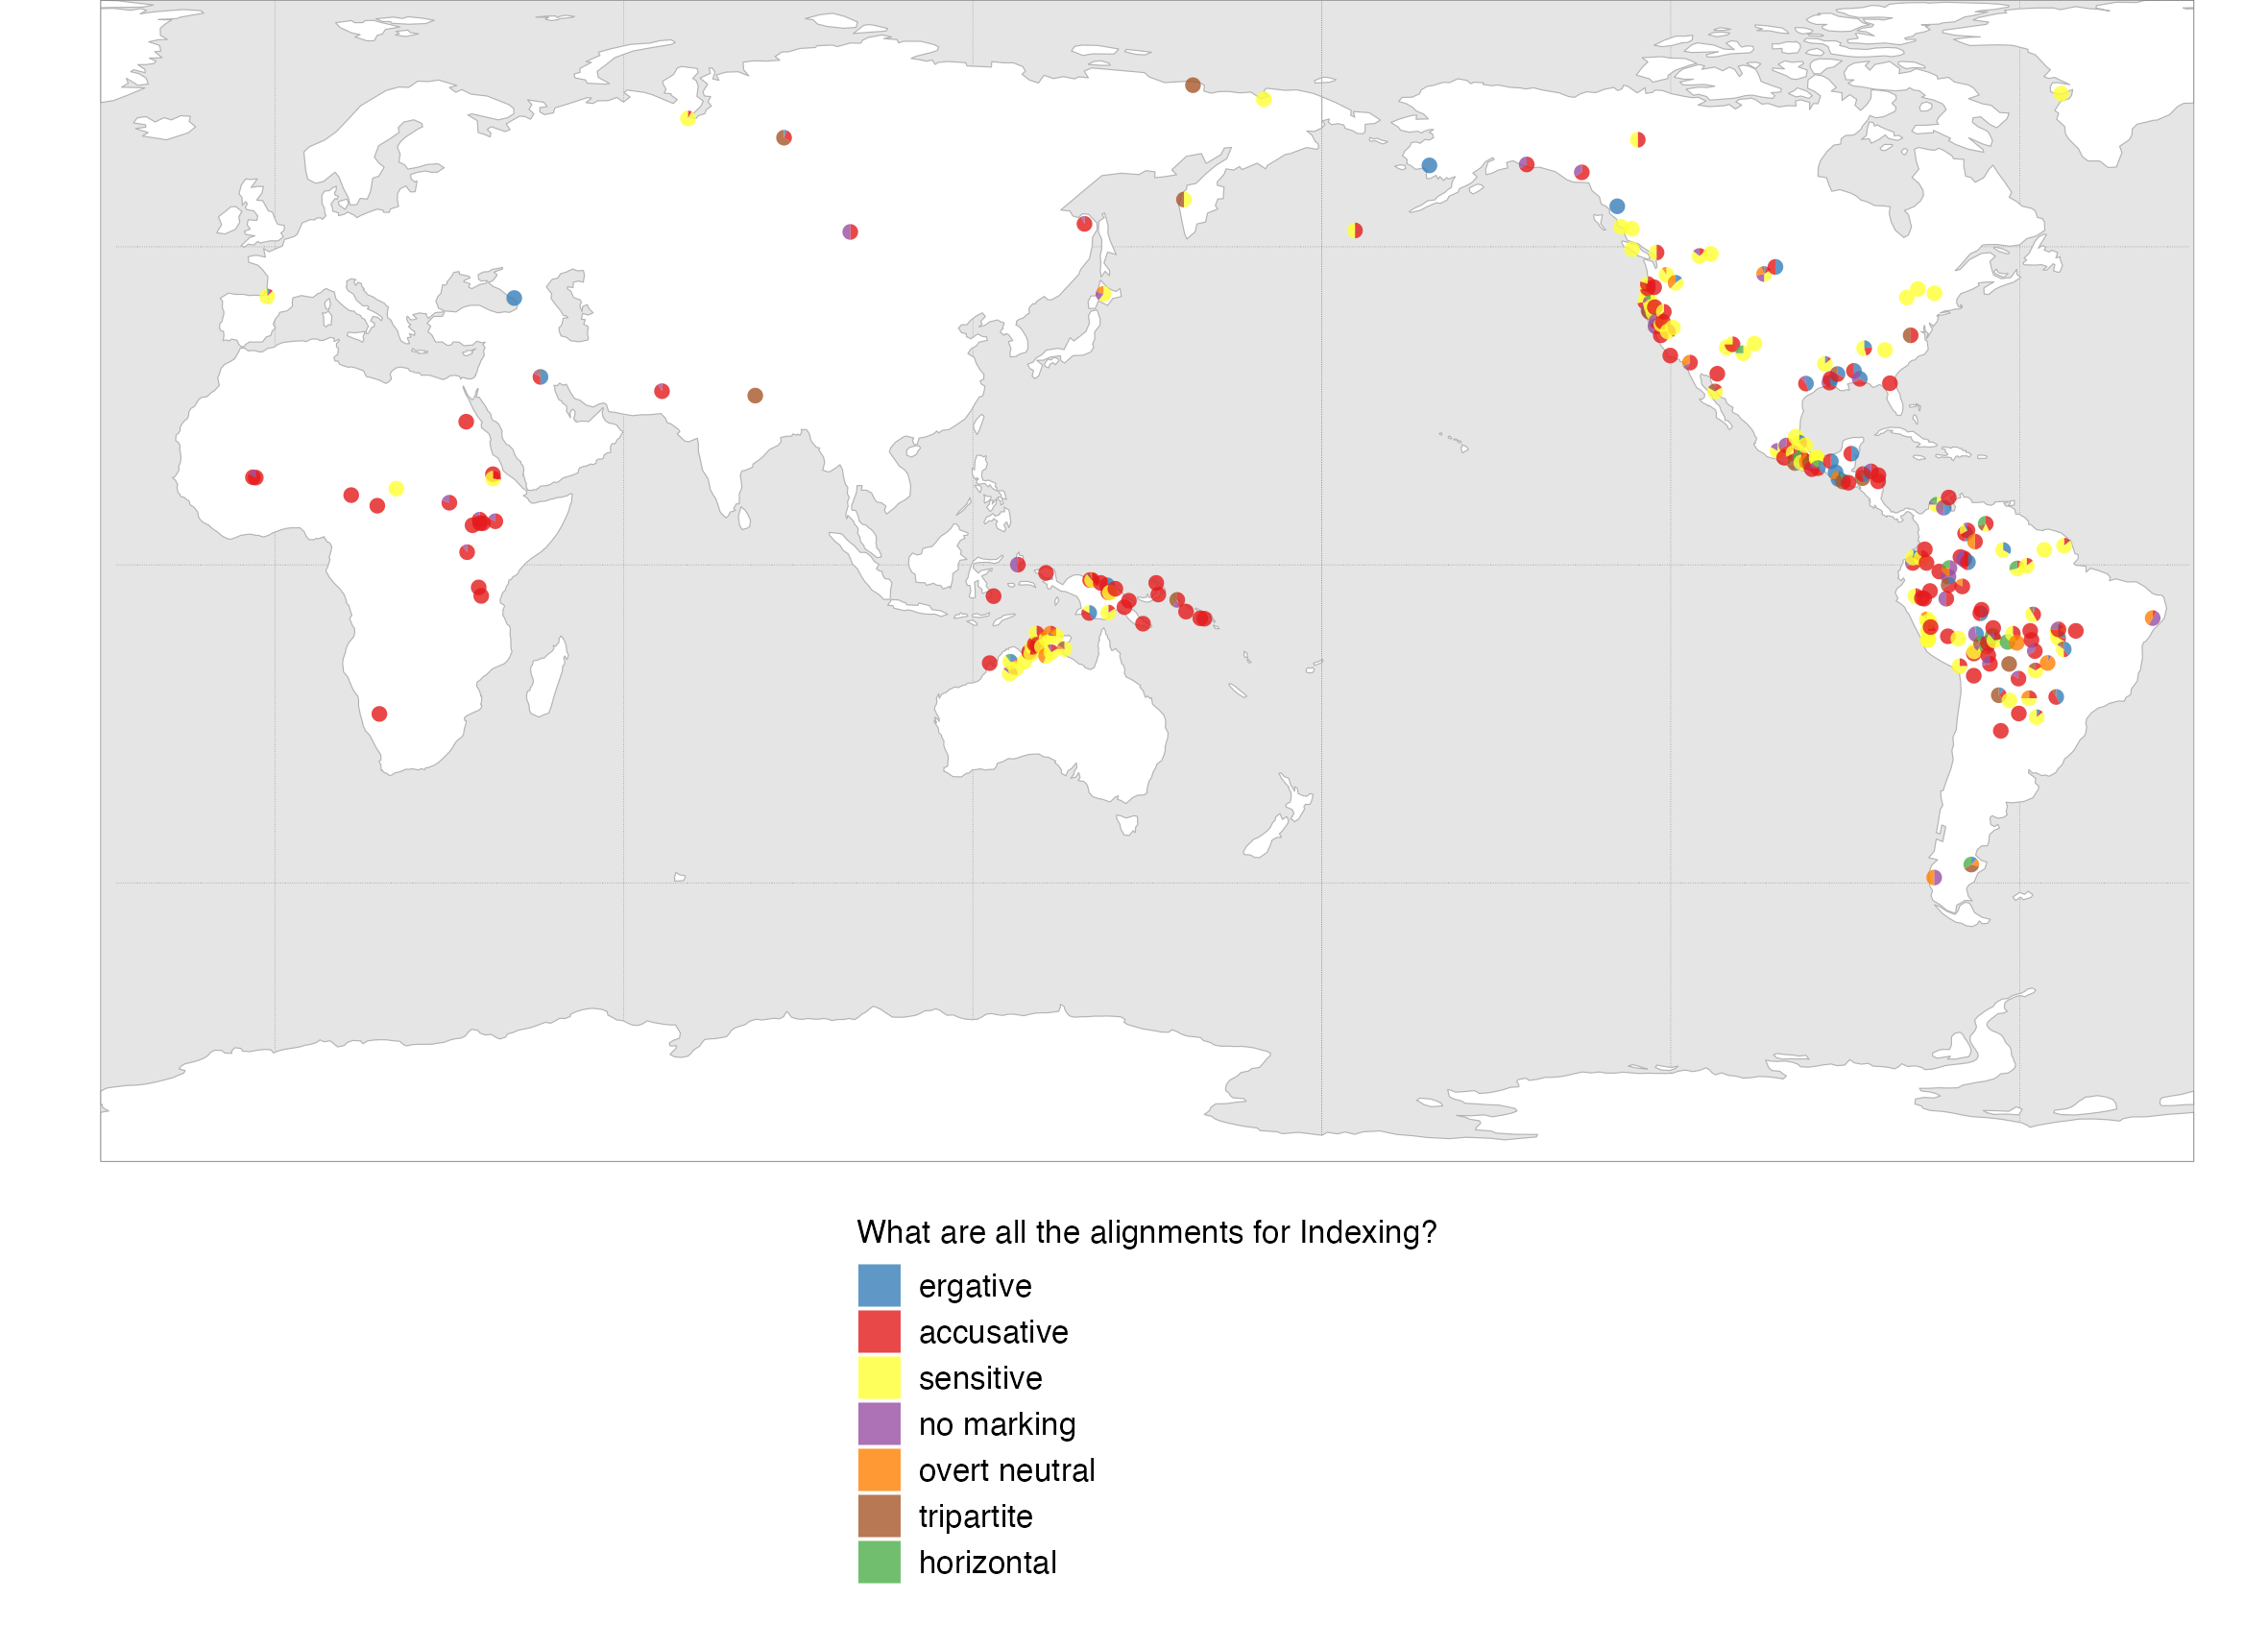 What are all the alignments for Indexing?
ergative
accusative
sensitive
no marking
overt neutral
tripartite
horizontal